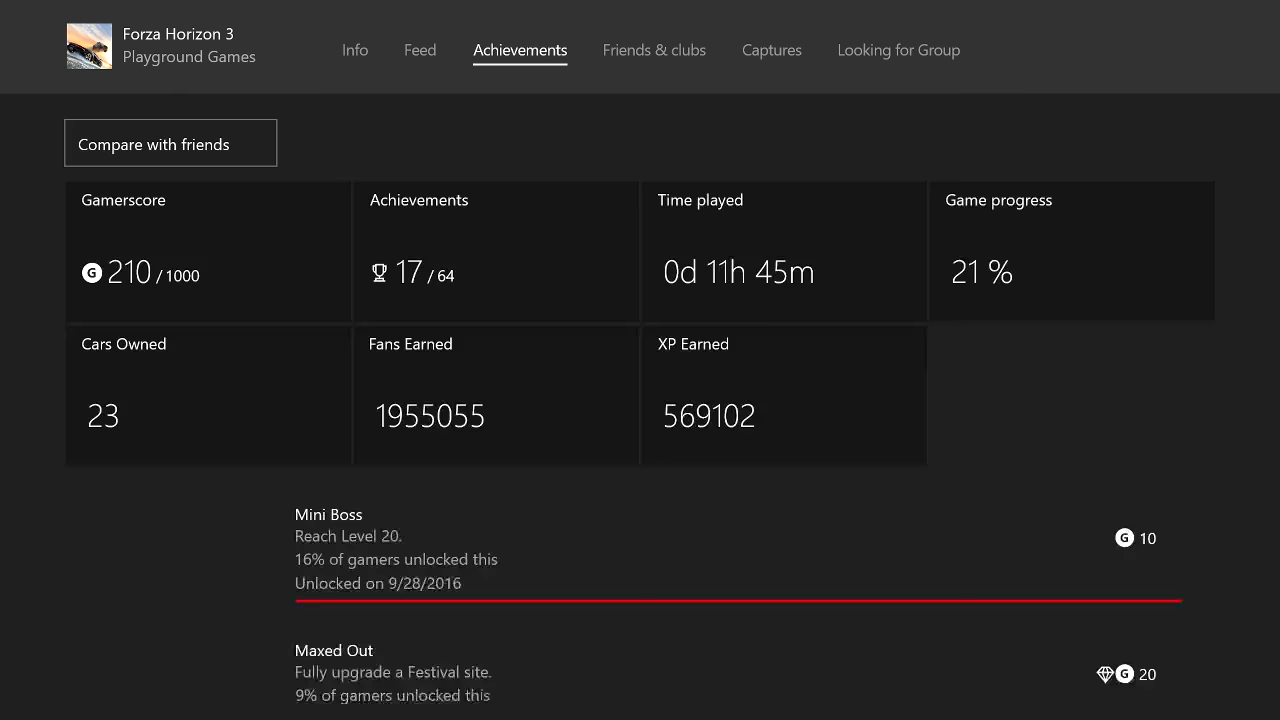 Forza Horizon 3
Playground Games
Info Feed Achievements Friends & clubs Captures Looking for Group
Compare with friends
Gamerscore Achievements Time played Game progress
G 210 / 1000 17 / 64 0d 11h 45m 21 %
Cars Owned Fans Earned XP Earned
23 1955055 569102
Mini Boss
Reach Level 20.
G 10
16% of gamers unlocked this
Unlocked on 9/28/2016
Maxed Out
Fully upgrade a Festival site.
G 20
9% of gamers unlocked this